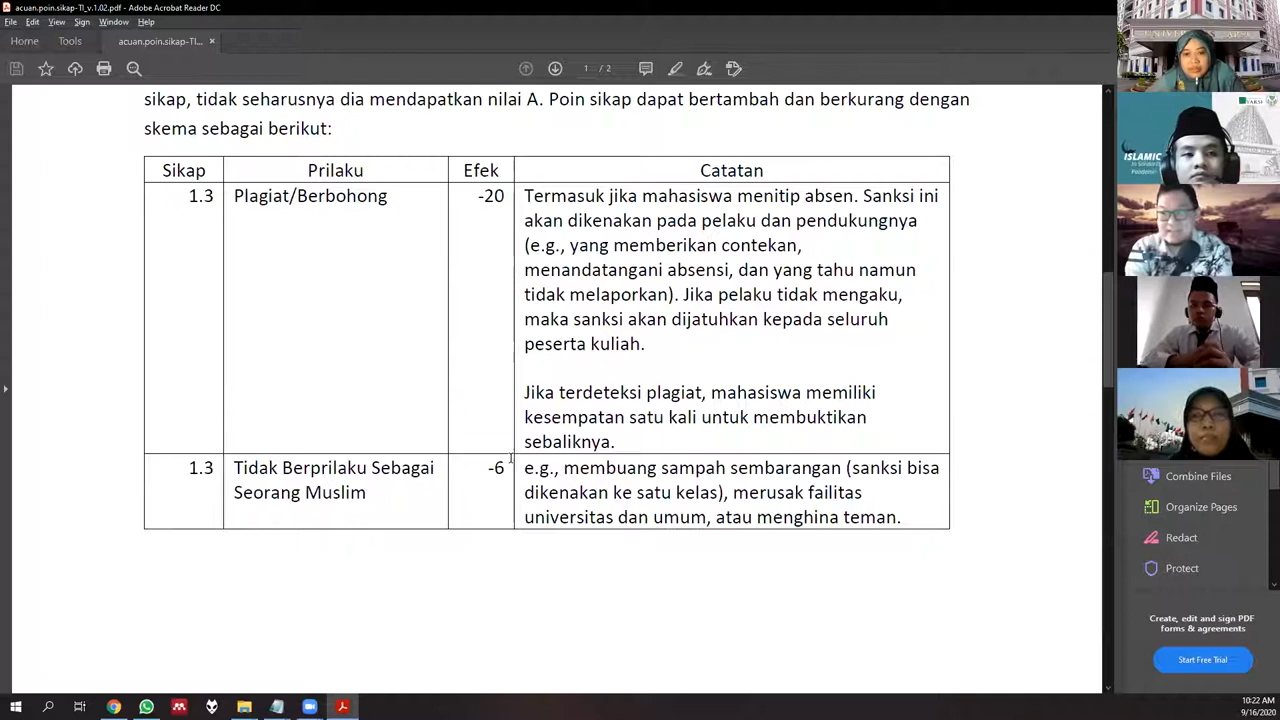 acuan.poin.sikap-TI_v.1.02.pdf - Adobe Acrobat Reader DC
File Edit View Sign Window Help
Home Tools acuan.poin.sikap-TI... ×
1 / 2
sikap, tidak seharusnya dia mendapatkan nilai A. Poin sikap dapat bertambah dan berkurang dengan
skema sebagai berikut:
Sikap Prilaku Efek Catatan
1.3 Plagiat/Berbohong -20 Termasuk jika mahasiswa menitip absen. Sanksi ini
akan dikenakan pada pelaku dan pendukungnya
(e.g., yang memberikan contekan,
menandatangani absensi, dan yang tahu namun
tidak melaporkan). Jika pelaku tidak mengaku,
maka sanksi akan dijatuhkan kepada seluruh
peserta kuliah.
Jika terdeteksi plagiat, mahasiswa memiliki
kesempatan satu kali untuk membuktikan
sebaliknya.
1.3 Tidak Berprilaku Sebagai -6 e.g., membuang sampah sembarangan (sanksi bisa
Seorang Muslim dikenakan ke satu kelas), merusak failitas
universitas dan umum, atau menghina teman.
YARSI
ISLAMIC
Combine Files
Organize Pages
Redact
Protect
Create, edit and sign PDF
forms & agreements
Start Free Trial
10:22 AM
9/16/2020